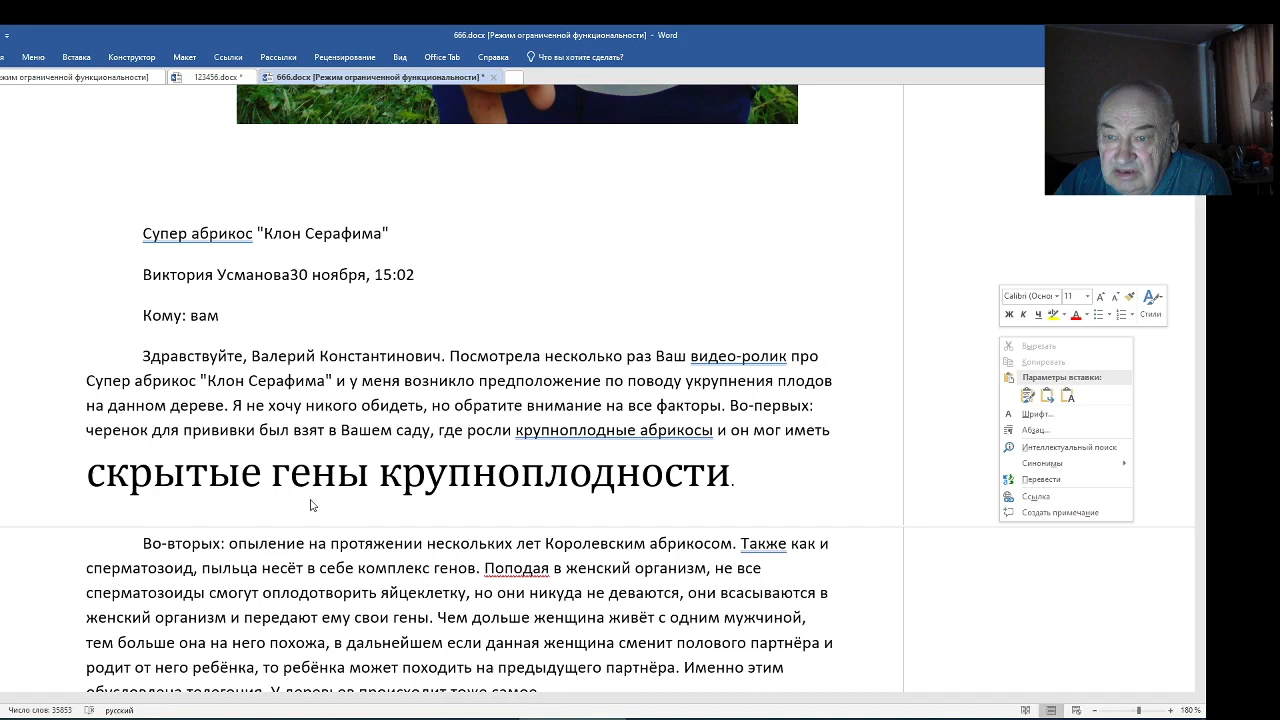 666.docx [Режим ограниченной функциональности] - Word
Меню Вставка Конструктор Макет Ссылки Рассылки Рецензирование Вид Office Tab Справка Что вы хотите сделать?
123456.docx * 666.docx [Режим ограниченной функциональности] *
Супер абрикос "Клон Серафима"
Виктория Усманова30 ноября, 15:02
Кому: вам
Здравствуйте, Валерий Константинович. Посмотрела несколько раз Ваш видео-ролик про
Супер абрикос "Клон Серафима" и у меня возникло предположение по поводу укрупнения плодов
на данном дереве. Я не хочу никого обидеть, но обратите внимание на все факторы. Во-первых:
черенок для прививки был взят в Вашем саду, где росли крупноплодные абрикосы и он мог иметь
скрытые гены крупноплодности.
Во-вторых: опыление на протяжении нескольких лет Королевским абрикосом. Также как и
сперматозоид, пыльца несёт в себе комплекс генов. Поподая в женский организм, не все
сперматозоиды смогут оплодотворить яйцеклетку, но они никуда не деваются, они всасываются в
женский организм и передают ему свои гены. Чем дольше женщина живёт с одним мужчиной,
тем больше она на него похожа, в дальнейшем если данная женщина сменит полового партнёра и
родит от него ребёнка, то ребёнка может походить на предыдущего партнёра. Именно этим
обусловлена телегония. У деревьев происходит тоже самое.
Calibri (Осно 11
Ж К Ч Стили
Вырезать
Копировать
Параметры вставки:
Шрифт...
Абзац...
Интеллектуальный поиск
Синонимы
Перевести
Ссылка
Создать примечание
Число слов: 35853 русский 180 %